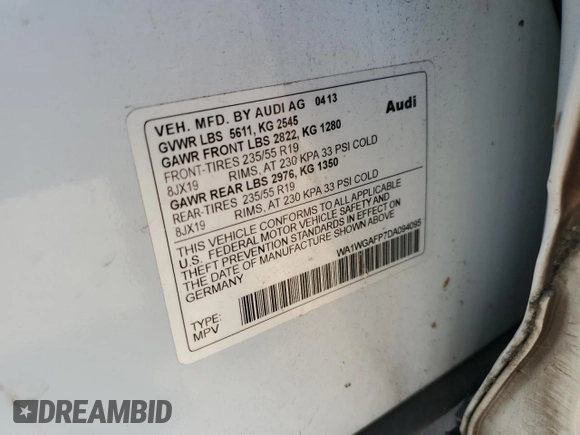 VEH. MFD. BY AUDI AG 04 13 Audi
GVWR LBS 5611, KG 2545
GAWR FRONT LBS 2822, KG 1280
FRONT-TIRES 235/55 R19
8JX19 RIMS, AT 230 KPA 33 PSI COLD
GAWR REAR LBS 2976, KG 1350
REAR-TIRES 235/55 R19
8JX19 RIMS, AT 230 KPA 33 PSI COLD
THIS VEHICLE CONFORMS TO ALL APPLICABLE
U.S. FEDERAL MOTOR VEHICLE SAFETY AND
THEFT PREVENTION STANDARDS IN EFFECT ON
THE DATE OF MANUFACTURE SHOWN ABOVE
GERMANY
WA1WGAFP7DA094095
TYPE:
MPV
DREAMBID